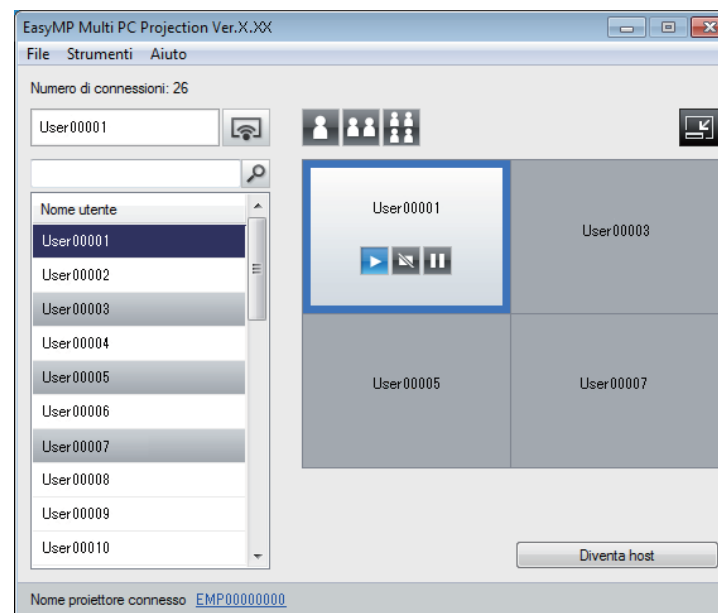 EasyMP Multi PC Projection Ver.X.XX
File Strumenti Aiuto
Numero di connessioni: 26
User00001
Nome utente
User00001
User00002
User00003
User00004
User00005
User00006
User00007
User00008
User00009
User00010
User00001
User00003
User00005
User00007
Diventa host
Nome proiettore connesso EMP00000000